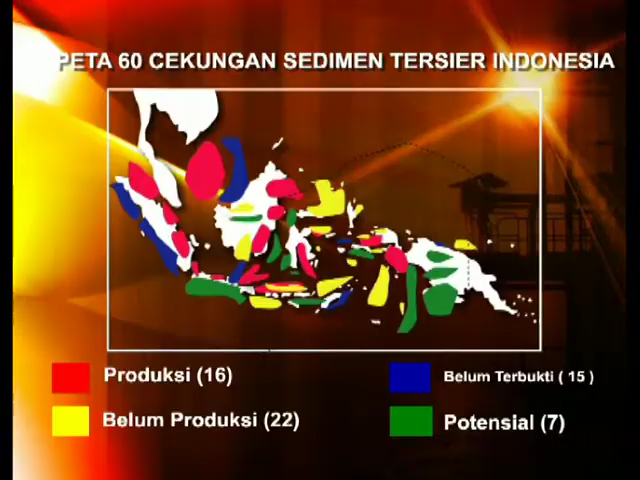 PETA 60 CEKUNGAN SEDIMEN TERSIER INDONESIA
Produksi (16)
Belum Terbukti ( 15 )
Belum Produksi (22)
Potensial (7)